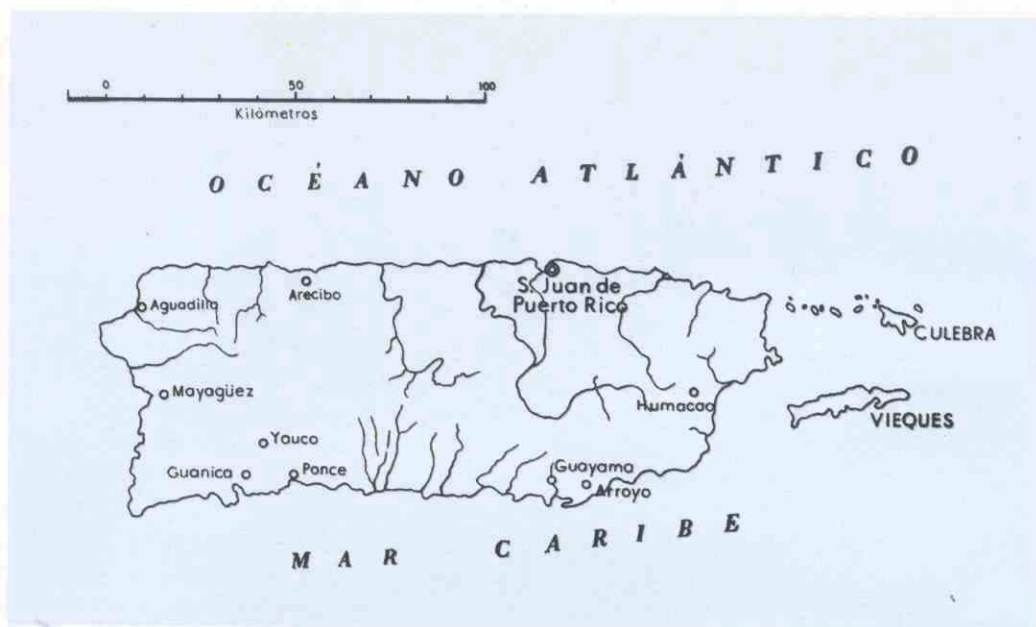 0 50 100
Kilómetros
OCÉANO ATLÁNTICO
Arecibo
S. Juan de
Puerto Rico
Aguadilla
CULEBRA
Mayagüez
Humacao
VIEQUES
Yauco
Guanica
Ponce
Guayama
Arroyo
MAR CARIBE